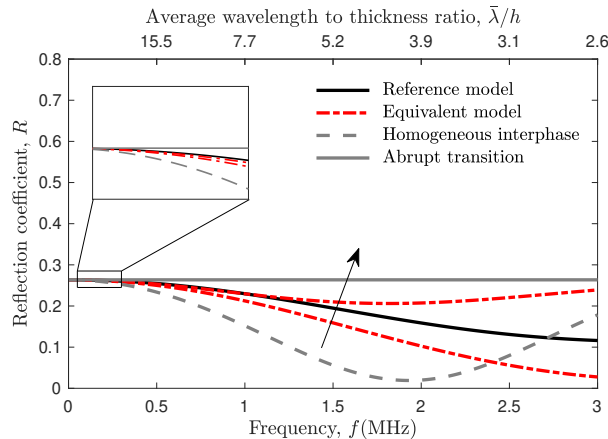 Average wavelength to thickness ratio, λ̄/h
15.5 7.7 5.2 3.9 3.1 2.6
0.8
0.7
0.6
0.5
0.4
0.3
0.2
0.1
0
Reflection coefficient, R
Reference model
Equivalent model
Homogeneous interphase
Abrupt transition
0 0.5 1 1.5 2 2.5 3
Frequency, f(MHz)